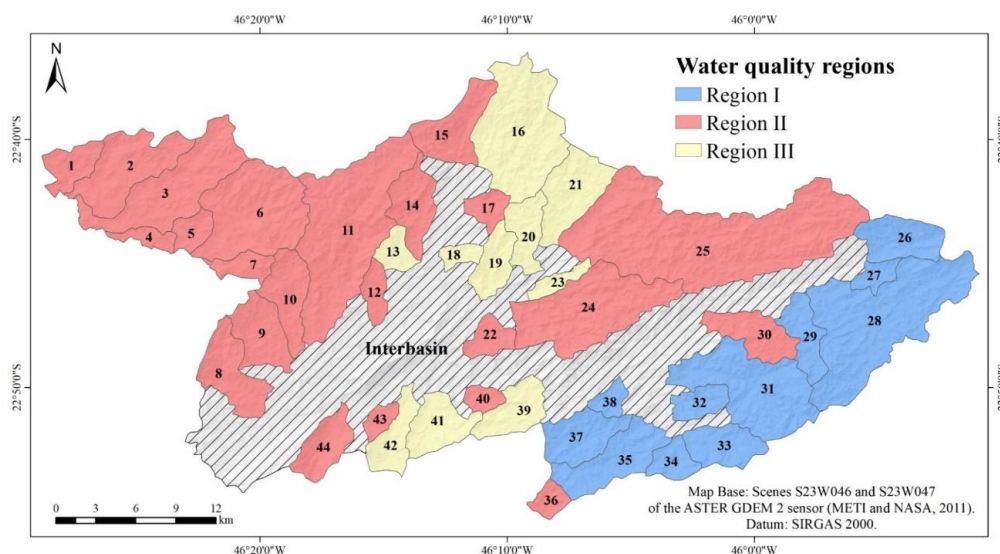 46°20'0"W 46°10'0"W 46°0'0"W
N
Water quality regions
Region I
Region II
Region III
22°40'0"S
1
2
3
4
5
6
7
8
9
10
11
12
13
14
15
16
17
18
19
20
21
22
23
24
25
26
27
28
29
30
31
32
33
34
35
36
37
38
39
40
41
42
43
44
Interbasin
22°50'0"S
0 3 6 9 12
km
Map Base: Scenes S23W046 and S23W047
of the ASTER GDEM 2 sensor (METI and NASA, 2011).
Datum: SIRGAS 2000.
46°20'0"W 46°10'0"W 46°0'0"W